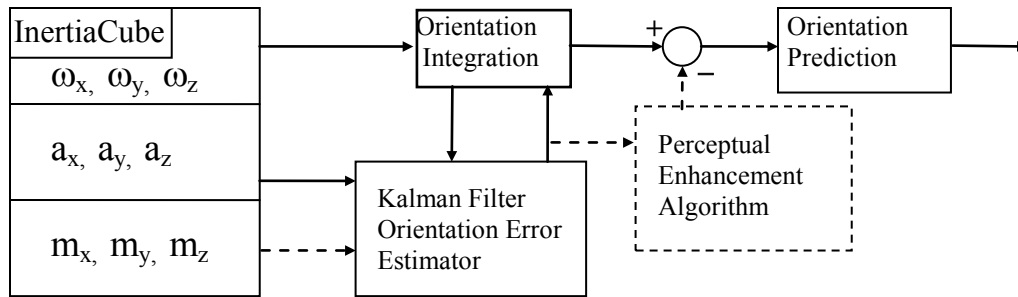 InertiaCube
ωx, ωy, ωz
ax, ay, az
mx, my, mz
Orientation
Integration
Kalman Filter
Orientation Error
Estimator
+
−
Perceptual
Enhancement
Algorithm
Orientation
Prediction